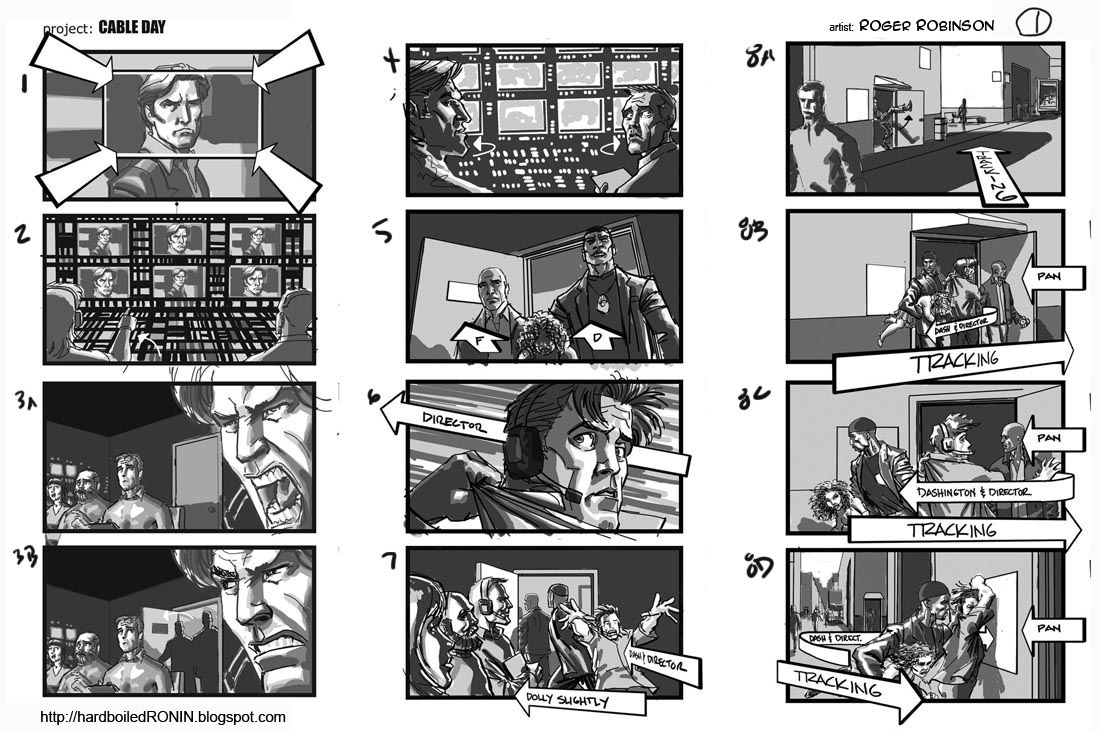 project: CABLE DAY
artist: ROGER ROBINSON 1
1
2
3A
3B
4
5
F
D
6
DIRECTOR
7
DASH & DIRECTOR
DOLLY SLIGHTLY
8A
8B
PAN
DASH & DIRECTOR
TRACKING
8C
PAN
DASHINGTON & DIRECTOR
TRACKING
8D
PAN
DASH & DIRECT.
TRACKING
http://hardboiledRONIN.blogspot.com